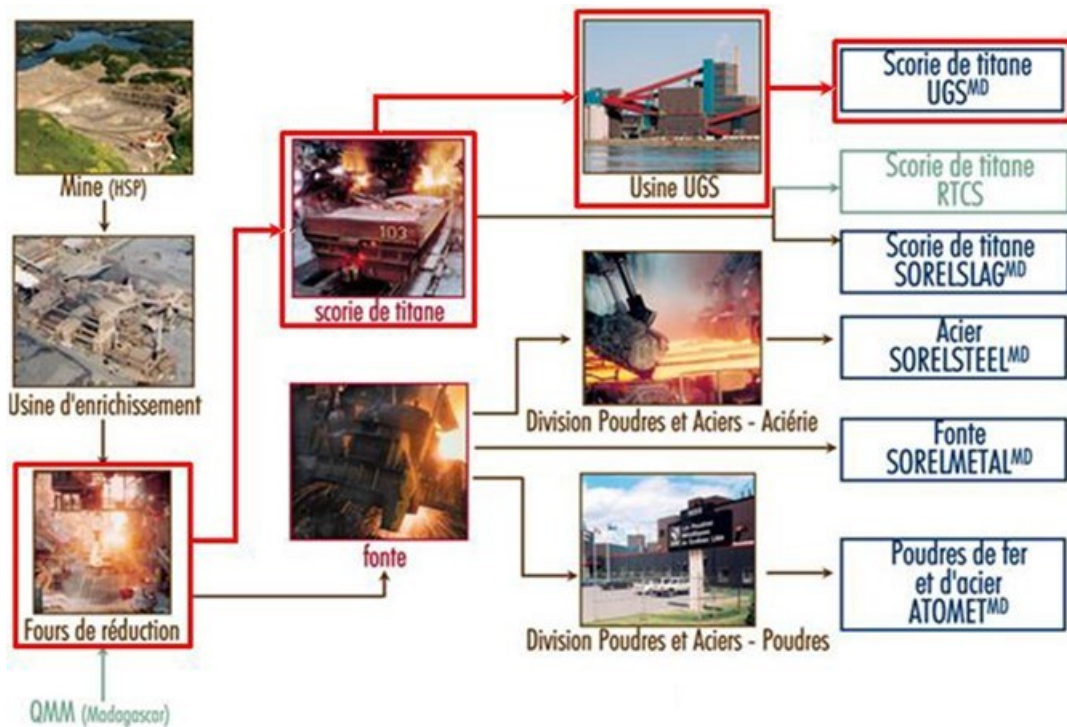 Mine (HSP)
Usine d'enrichissement
Fours de réduction
QMM (Madagascar)
103
scorie de titane
fonte
Usine UGS
Division Poudres et Aciers - Aciérie
Division Poudres et Aciers - Poudres
Scorie de titane
UGSMD
Scorie de titane
RTCS
Scorie de titane
SORELSLAGMD
Acier
SORELSTEELMD
Fonte
SORELMETALMD
Poudres de fer
et d'acier
ATOMETMD